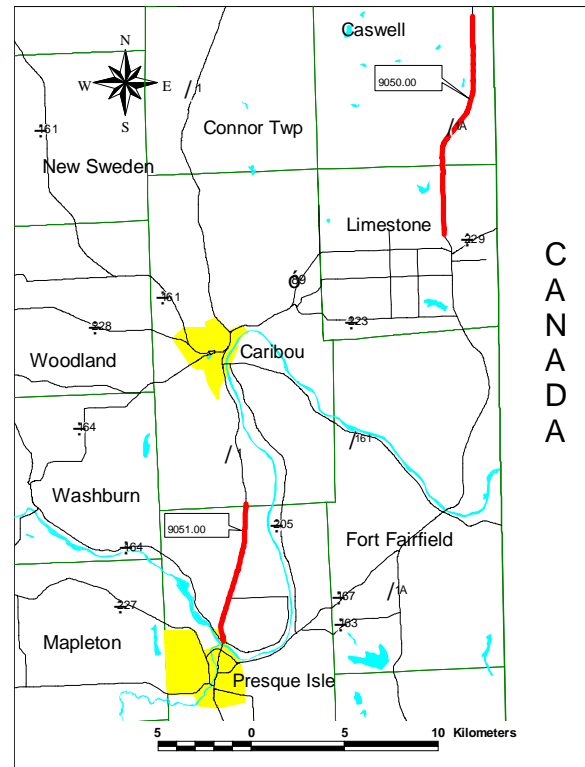 Caswell
N
W
E
S
9050.00
1
1A
161
Connor Twp
New Sweden
Limestone
229
C
A
N
A
D
A
89
161
223
228
Caribou
Woodland
164
161
1
Washburn
9051.00
205
Fort Fairfield
164
1A
167
227
163
Mapleton
Presque Isle
5 0 5 10 Kilometers